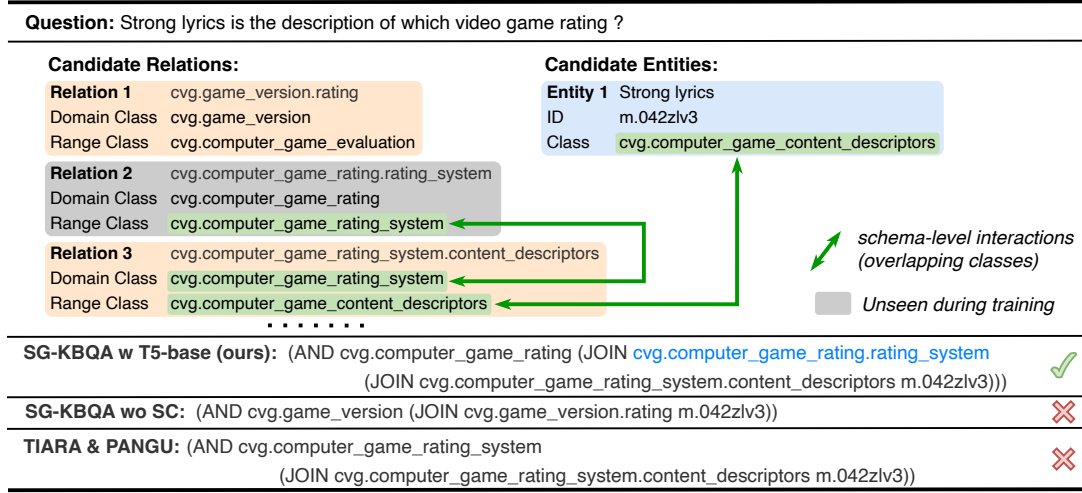 Question: Strong lyrics is the description of which video game rating ?
Candidate Relations:
Relation 1 cvg.game_version.rating
Domain Class cvg.game_version
Range Class cvg.computer_game_evaluation
Relation 2 cvg.computer_game_rating.rating_system
Domain Class cvg.computer_game_rating
Range Class cvg.computer_game_rating_system
Relation 3 cvg.computer_game_rating_system.content_descriptors
Domain Class cvg.computer_game_rating_system
Range Class cvg.computer_game_content_descriptors
.......
Candidate Entities:
Entity 1 Strong lyrics
ID m.042zlv3
Class cvg.computer_game_content_descriptors
schema-level interactions
(overlapping classes)
Unseen during training
SG-KBQA w T5-base (ours): (AND cvg.computer_game_rating (JOIN cvg.computer_game_rating.rating_system
(JOIN cvg.computer_game_rating_system.content_descriptors m.042zlv3)))
SG-KBQA wo SC: (AND cvg.game_version (JOIN cvg.game_version.rating m.042zlv3))
TIARA & PANGU: (AND cvg.computer_game_rating_system
(JOIN cvg.computer_game_rating_system.content_descriptors m.042zlv3))